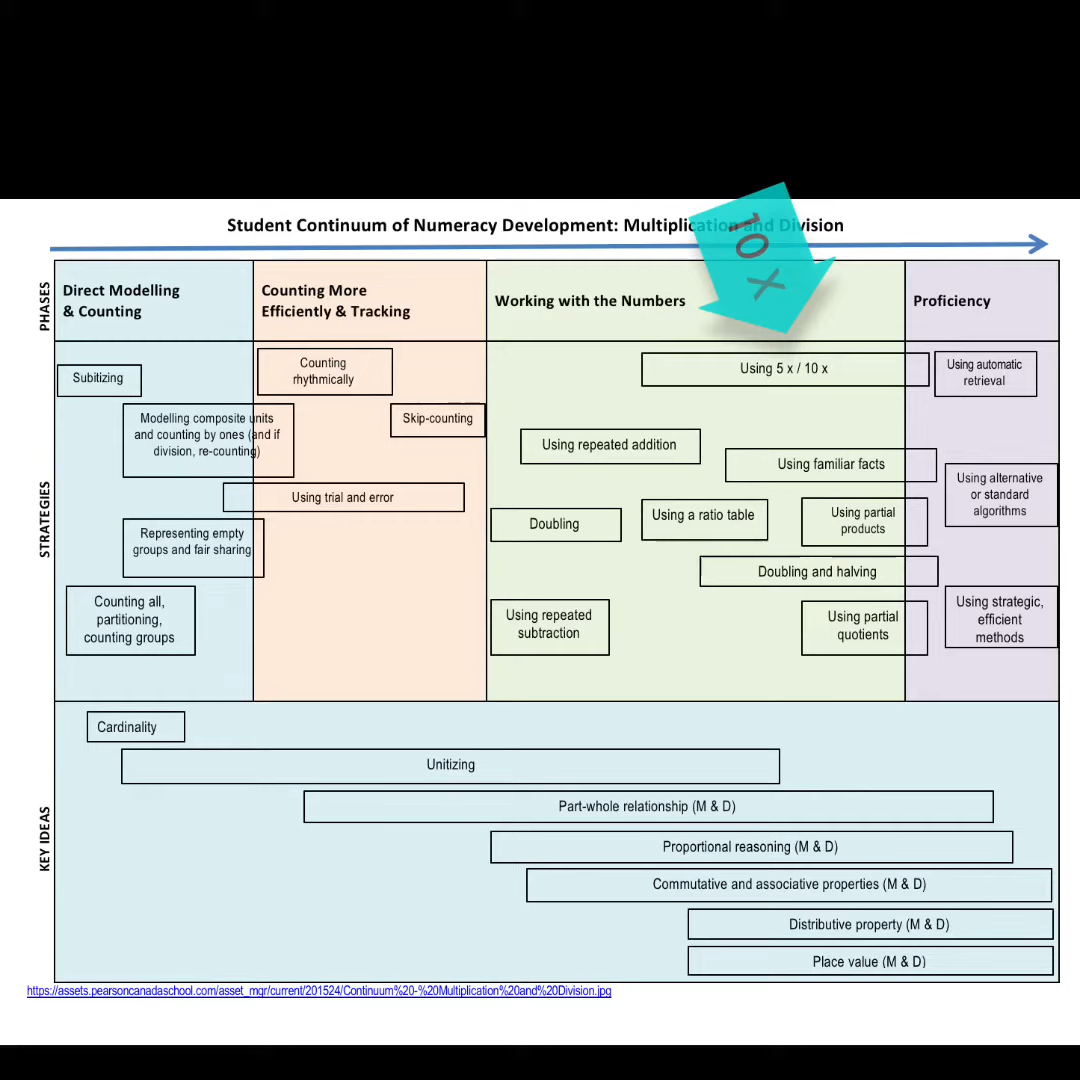 Student Continuum of Numeracy Development: Multiplication and Division
10 X
PHASES
Direct Modelling
& Counting
Counting More
Efficiently & Tracking
Working with the Numbers
Proficiency
STRATEGIES
Subitizing
Modelling composite units
and counting by ones (and if
division, re-counting)
Representing empty
groups and fair sharing
Counting all,
partitioning,
counting groups
Counting
rhythmically
Skip-counting
Using trial and error
Using 5 x / 10 x
Using repeated addition
Using familiar facts
Doubling
Using a ratio table
Using partial
products
Doubling and halving
Using repeated
subtraction
Using partial
quotients
Using automatic
retrieval
Using alternative
or standard
algorithms
Using strategic,
efficient
methods
KEY IDEAS
Cardinality
Unitizing
Part-whole relationship (M & D)
Proportional reasoning (M & D)
Commutative and associative properties (M & D)
Distributive property (M & D)
Place value (M & D)
https://assets.pearsoncanadaschool.com/asset_mgr/current/201524/Continuum%20-%20Multiplication%20and%20Division.jpg